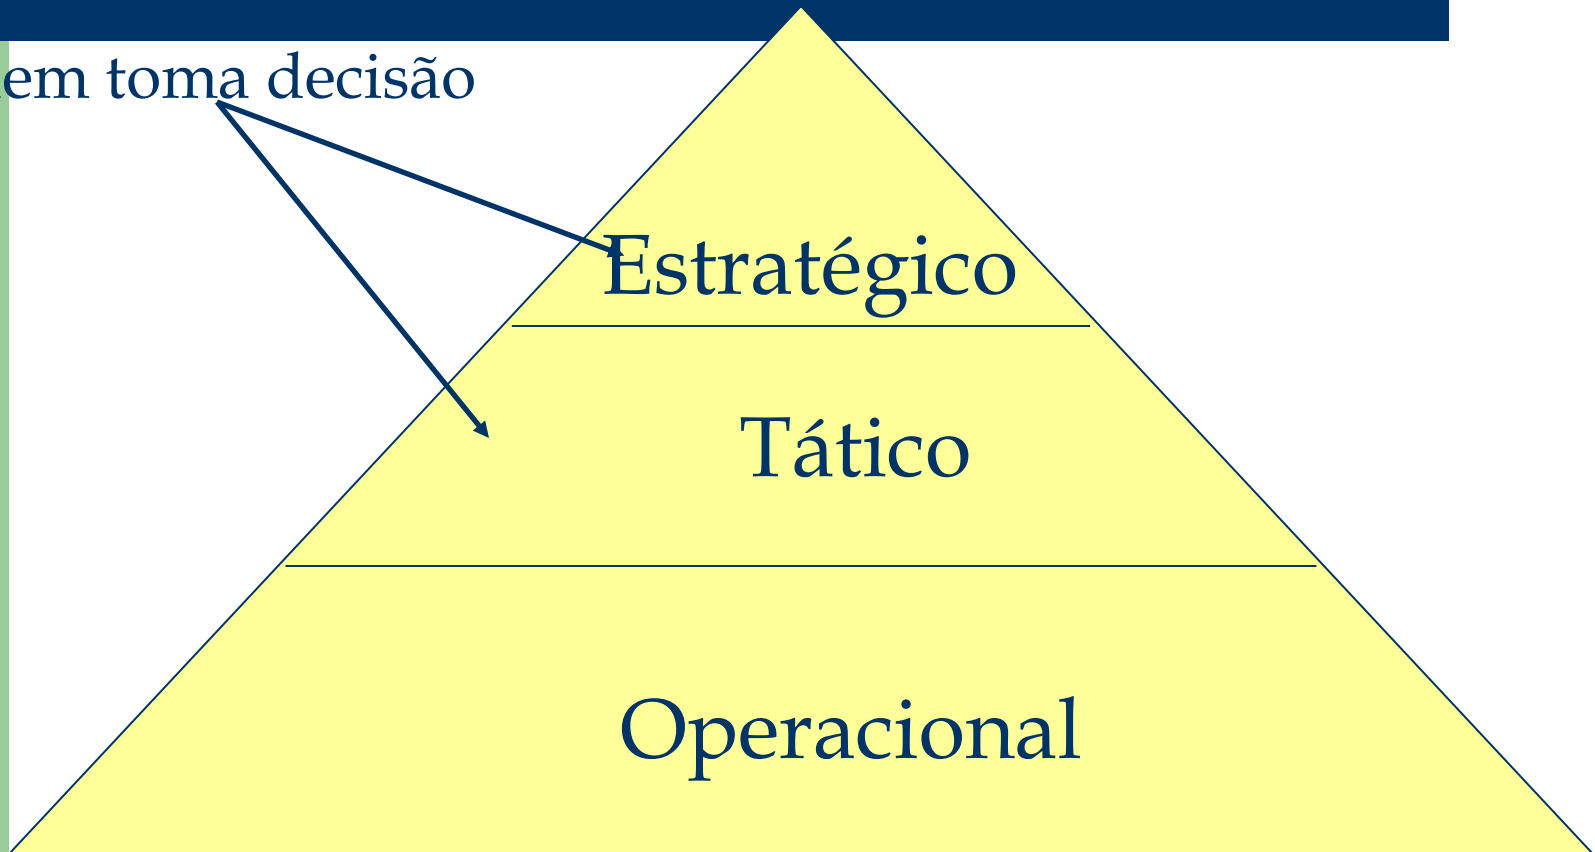 em toma decisão
Estratégico
Tático
Operacional